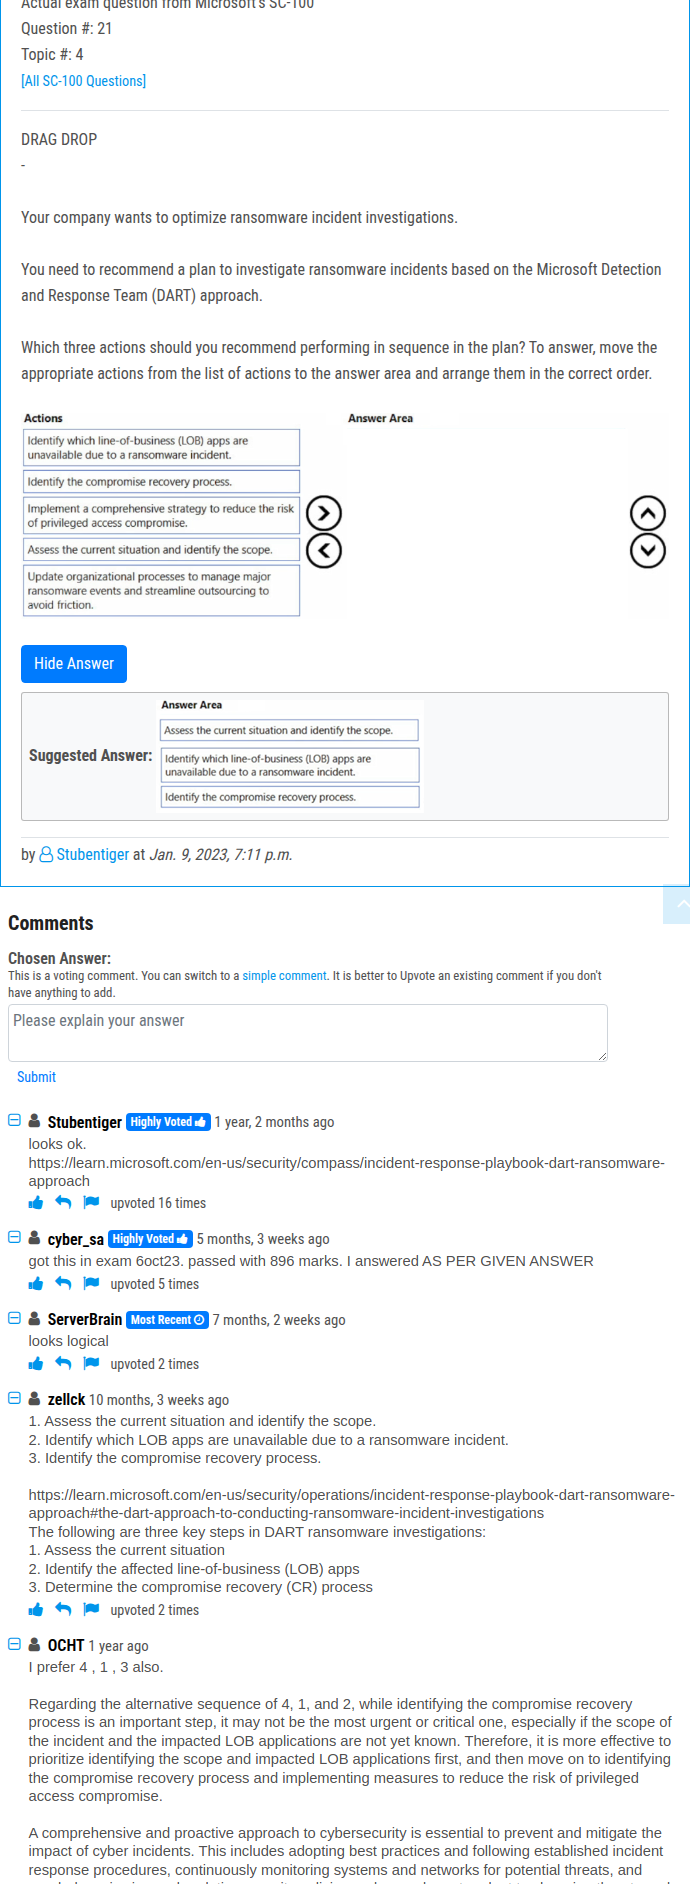 Actual exam question from Microsoft's SC-100
Question #: 21
Topic #: 4
[All SC-100 Questions]
DRAG DROP
-
Your company wants to optimize ransomware incident investigations.
You need to recommend a plan to investigate ransomware incidents based on the Microsoft Detection
and Response Team (DART) approach.
Which three actions should you recommend performing in sequence in the plan? To answer, move the
appropriate actions from the list of actions to the answer area and arrange them in the correct order.
Actions
Answer Area
Identify which line-of-business (LOB) apps are
unavailable due to a ransomware incident.
Identify the compromise recovery process.
Implement a comprehensive strategy to reduce the risk
of privileged access compromise.
Assess the current situation and identify the scope.
Update organizational processes to manage major
ransomware events and streamline outsourcing to
avoid friction.
Hide Answer
Suggested Answer:
Answer Area
Assess the current situation and identify the scope.
Identify which line-of-business (LOB) apps are
unavailable due to a ransomware incident.
Identify the compromise recovery process.
by Stubentiger at Jan. 9, 2023, 7:11 p.m.
Comments
Chosen Answer:
This is a voting comment. You can switch to a simple comment. It is better to Upvote an existing comment if you don't
have anything to add.
Please explain your answer
Submit
Stubentiger Highly Voted 1 year, 2 months ago
looks ok.
https://learn.microsoft.com/en-us/security/compass/incident-response-playbook-dart-ransomware-
approach
upvoted 16 times
cyber_sa Highly Voted 5 months, 3 weeks ago
got this in exam 6oct23. passed with 896 marks. I answered AS PER GIVEN ANSWER
upvoted 5 times
ServerBrain Most Recent 7 months, 2 weeks ago
looks logical
upvoted 2 times
zellck 10 months, 3 weeks ago
1. Assess the current situation and identify the scope.
2. Identify which LOB apps are unavailable due to a ransomware incident.
3. Identify the compromise recovery process.
https://learn.microsoft.com/en-us/security/operations/incident-response-playbook-dart-ransomware-
approach#the-dart-approach-to-conducting-ransomware-incident-investigations
The following are three key steps in DART ransomware investigations:
1. Assess the current situation
2. Identify the affected line-of-business (LOB) apps
3. Determine the compromise recovery (CR) process
upvoted 2 times
OCHT 1 year ago
I prefer 4 , 1 , 3 also.
Regarding the alternative sequence of 4, 1, and 2, while identifying the compromise recovery
process is an important step, it may not be the most urgent or critical one, especially if the scope of
the incident and the impacted LOB applications are not yet known. Therefore, it is more effective to
prioritize identifying the scope and impacted LOB applications first, and then move on to identifying
the compromise recovery process and implementing measures to reduce the risk of privileged
access compromise.
A comprehensive and proactive approach to cybersecurity is essential to prevent and mitigate the
impact of cyber incidents. This includes adopting best practices and following established incident
response procedures, continuously monitoring systems and networks for potential threats, and